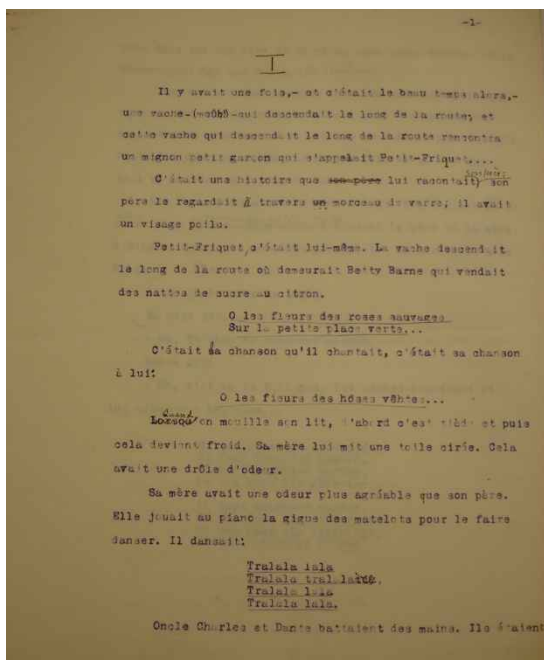 -1-
I
Il y avait une fois,- et c'était le beau temps alors,-
une vache-(meûhð-qui descendait le long de la route; et
cette vache qui descendait le long de la route rencontra
un mignon petit garçon qui s'appelait Petit-Friquet....
C'était une histoire que son père lui racontait) son
père le regardait à travers un morceau de verre; il avait
un visage poilu.
Petit-Friquet,c'était lui-même. La vache descendait
le long de la route où demeurait Betty Barne qui vendait
des nattes de sucre au citron.
O les fleurs des roses sauvages
Sur la petite place verte...
C'était sa chanson qu'il chantait, c'était sa chanson
à lui:
O les fieurs des hôses vêhtes...
Quand
Lorsqu'on mouille son lit, d'abord c'est tiède et puis
cela devient froid. Sa mère lui mit une toile cirée. Cela
avait une drôle d'odeur.
Sa mère avait une odeur plus agréable que son père.
Elle jouait au piano la gigue des matelots pour le faire
danser. Il dansait:
Tralala lala
Tralala
Tralala lala
Tralala lala.
Oncle Charles et Dante battaient des mains. Ils étaient